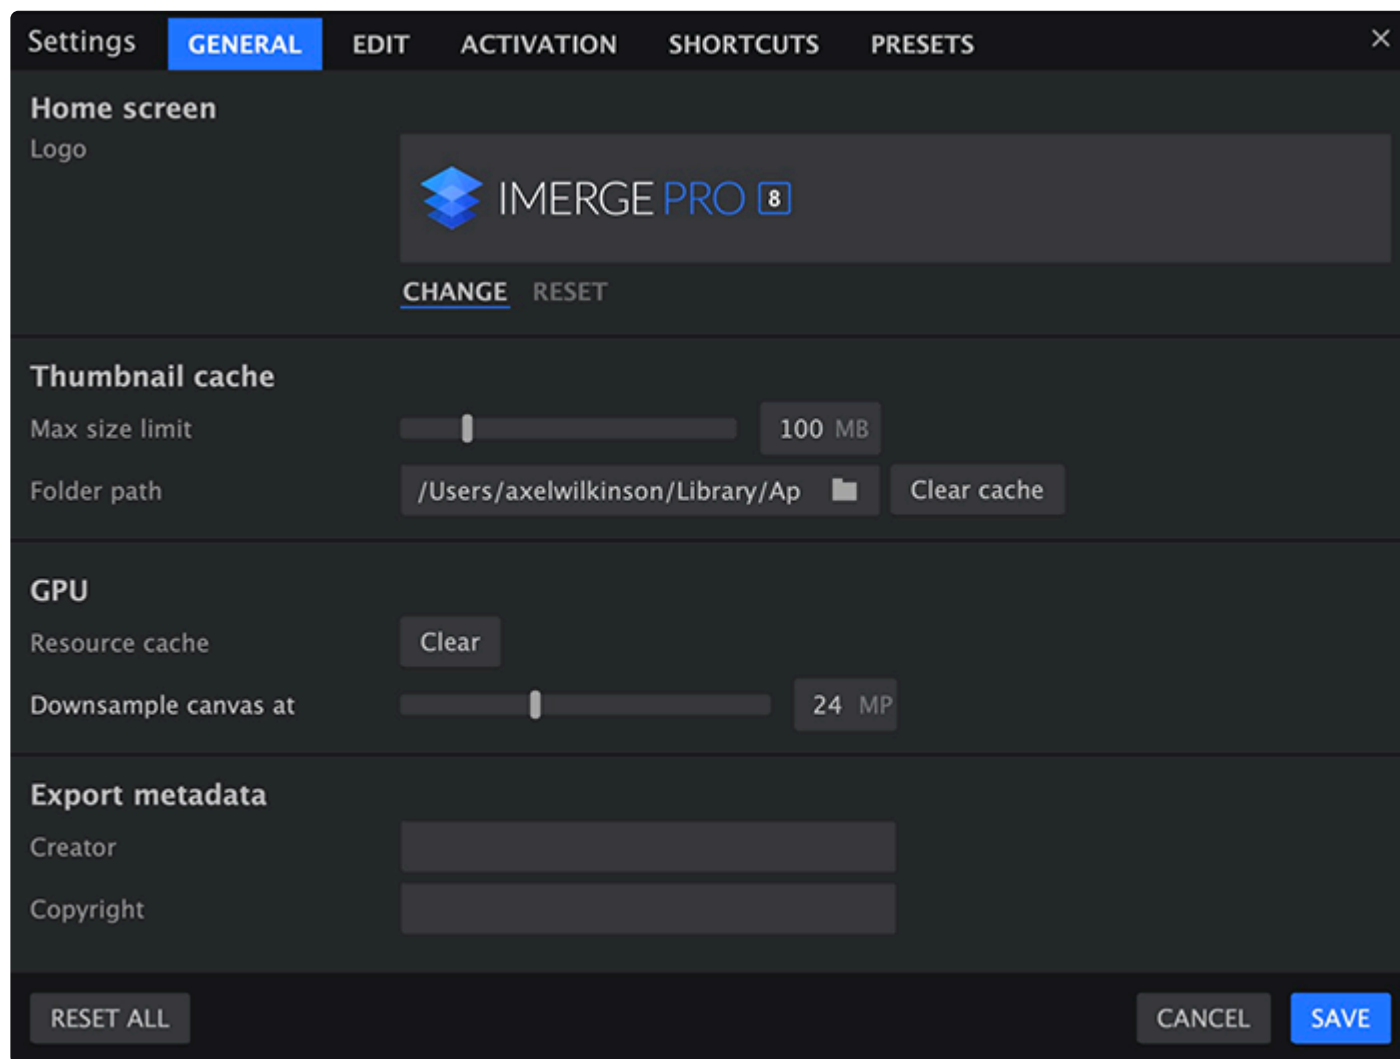 Settings GENERAL EDIT ACTIVATION SHORTCUTS PRESETS
Home screen
Logo
IMERGE PRO 8
CHANGE RESET
Thumbnail cache
Max size limit 100 MB
Folder path /Users/axelwilkinson/Library/Ap Clear cache
GPU
Resource cache Clear
Downsample canvas at 24 MP
Export metadata
Creator
Copyright
RESET ALL CANCEL SAVE